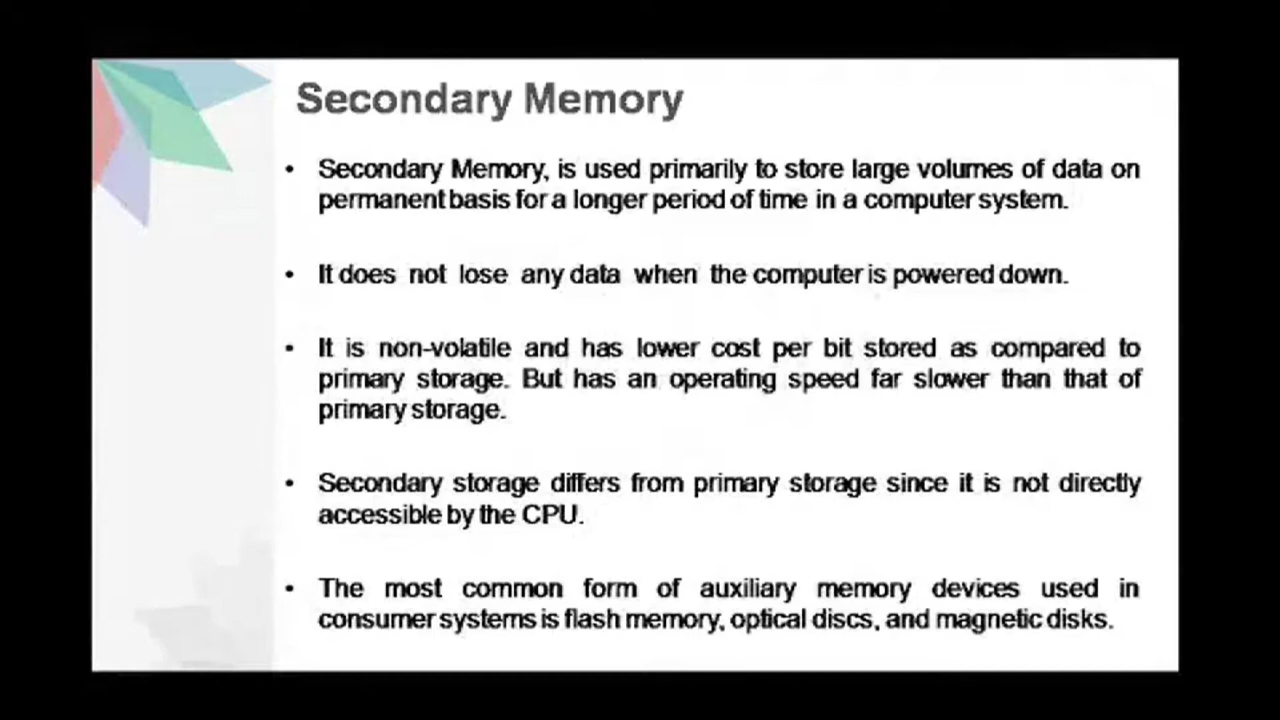 Secondary Memory
• Secondary Memory, is used primarily to store large volumes of data on
permanent basis for a longer period of time in a computer system.
• It does not lose any data when the computer is powered down.
• It is non-volatile and has lower cost per bit stored as compared to
primary storage. But has an operating speed far slower than that of
primary storage.
• Secondary storage differs from primary storage since it is not directly
accessible by the CPU.
• The most common form of auxiliary memory devices used in
consumer systems is flash memory, optical discs, and magnetic disks.